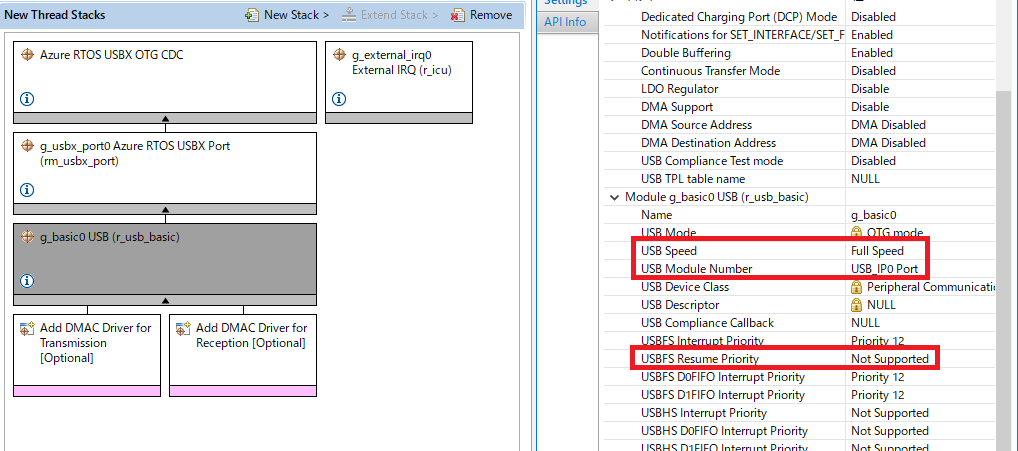 New Thread Stacks
New Stack >
Extend Stack >
Remove
Azure RTOS USBX OTG CDC
g_external_irq0
External IRQ (r_icu)
g_usbx_port0 Azure RTOS USBX Port
(rm_usbx_port)
g_basic0 USB (r_usb_basic)
Add DMAC Driver for
Transmission
[Optional]
Add DMAC Driver for
Reception [Optional]
Settings
API Info
Dedicated Charging Port (DCP) Mode Disabled
Notifications for SET_INTERFACE/SET_F Enabled
Double Buffering Enabled
Continuous Transfer Mode Disabled
LDO Regulator Disable
DMA Support Disable
DMA Source Address DMA Disabled
DMA Destination Address DMA Disabled
USB Compliance Test mode Disabled
USB TPL table name NULL
Module g_basic0 USB (r_usb_basic)
Name g_basic0
USB Mode OTG mode
USB Speed Full Speed
USB Module Number USB_IP0 Port
USB Device Class Peripheral Communicatio
USB Descriptor NULL
USB Compliance Callback NULL
USBFS Interrupt Priority Priority 12
USBFS Resume Priority Not Supported
USBFS D0FIFO Interrupt Priority Priority 12
USBFS D1FIFO Interrupt Priority Priority 12
USBHS Interrupt Priority Not Supported
USBHS D0FIFO Interrupt Priority Not Supported
USBHS D1FIFO Interrupt Priority Not Supported